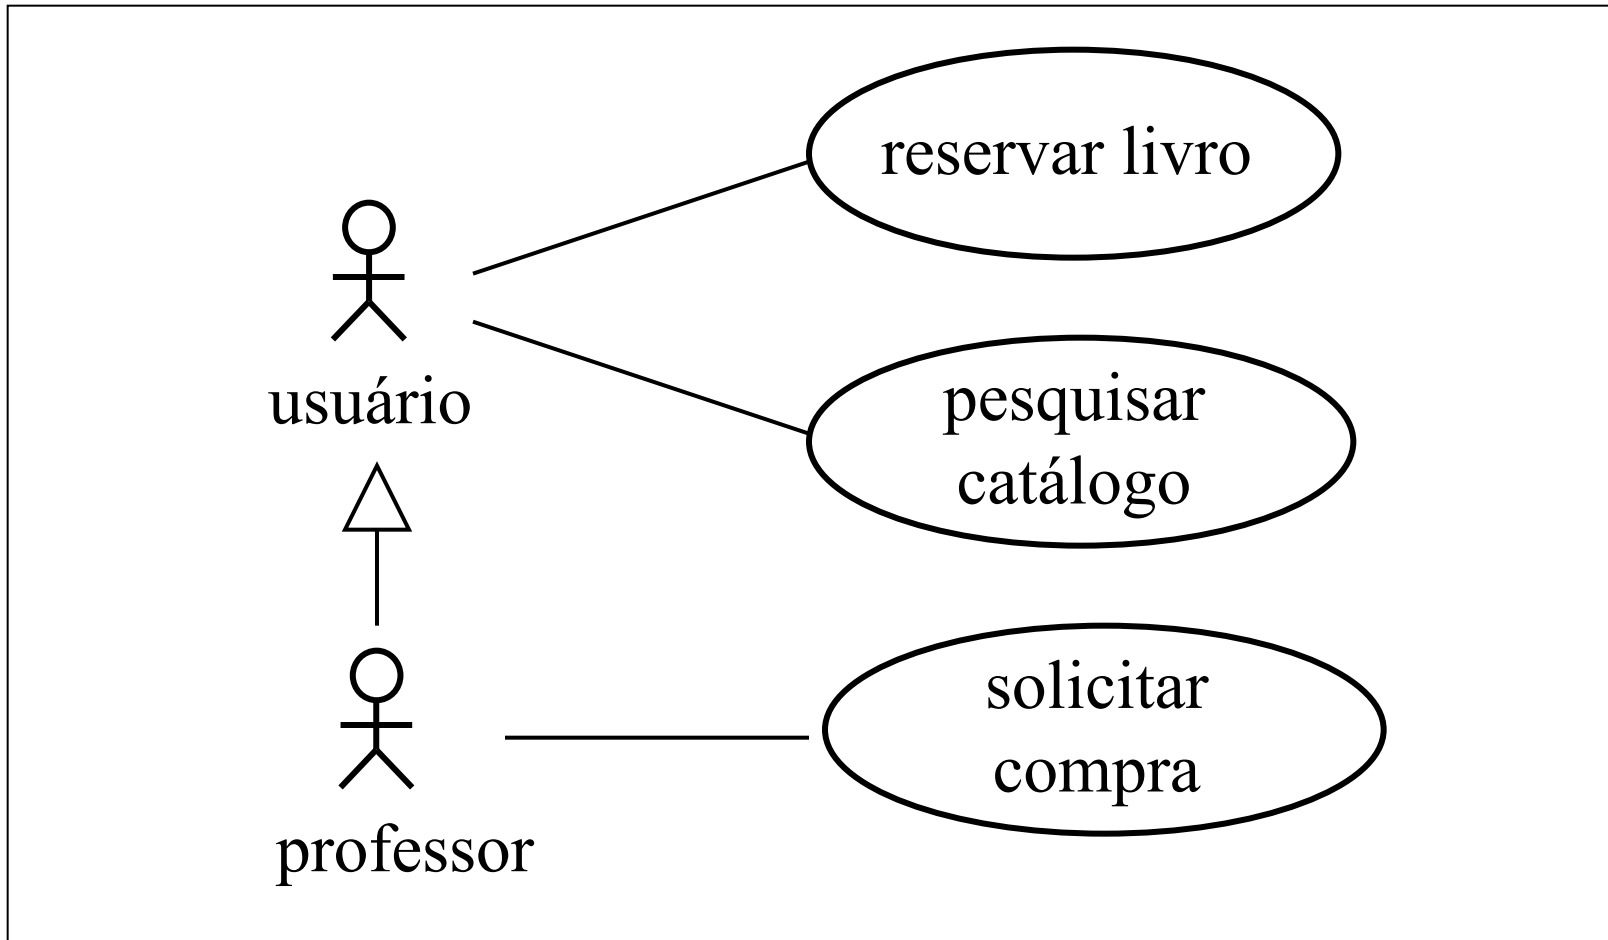 reservar livro
usuário
pesquisar
catálogo
solicitar
compra
professor